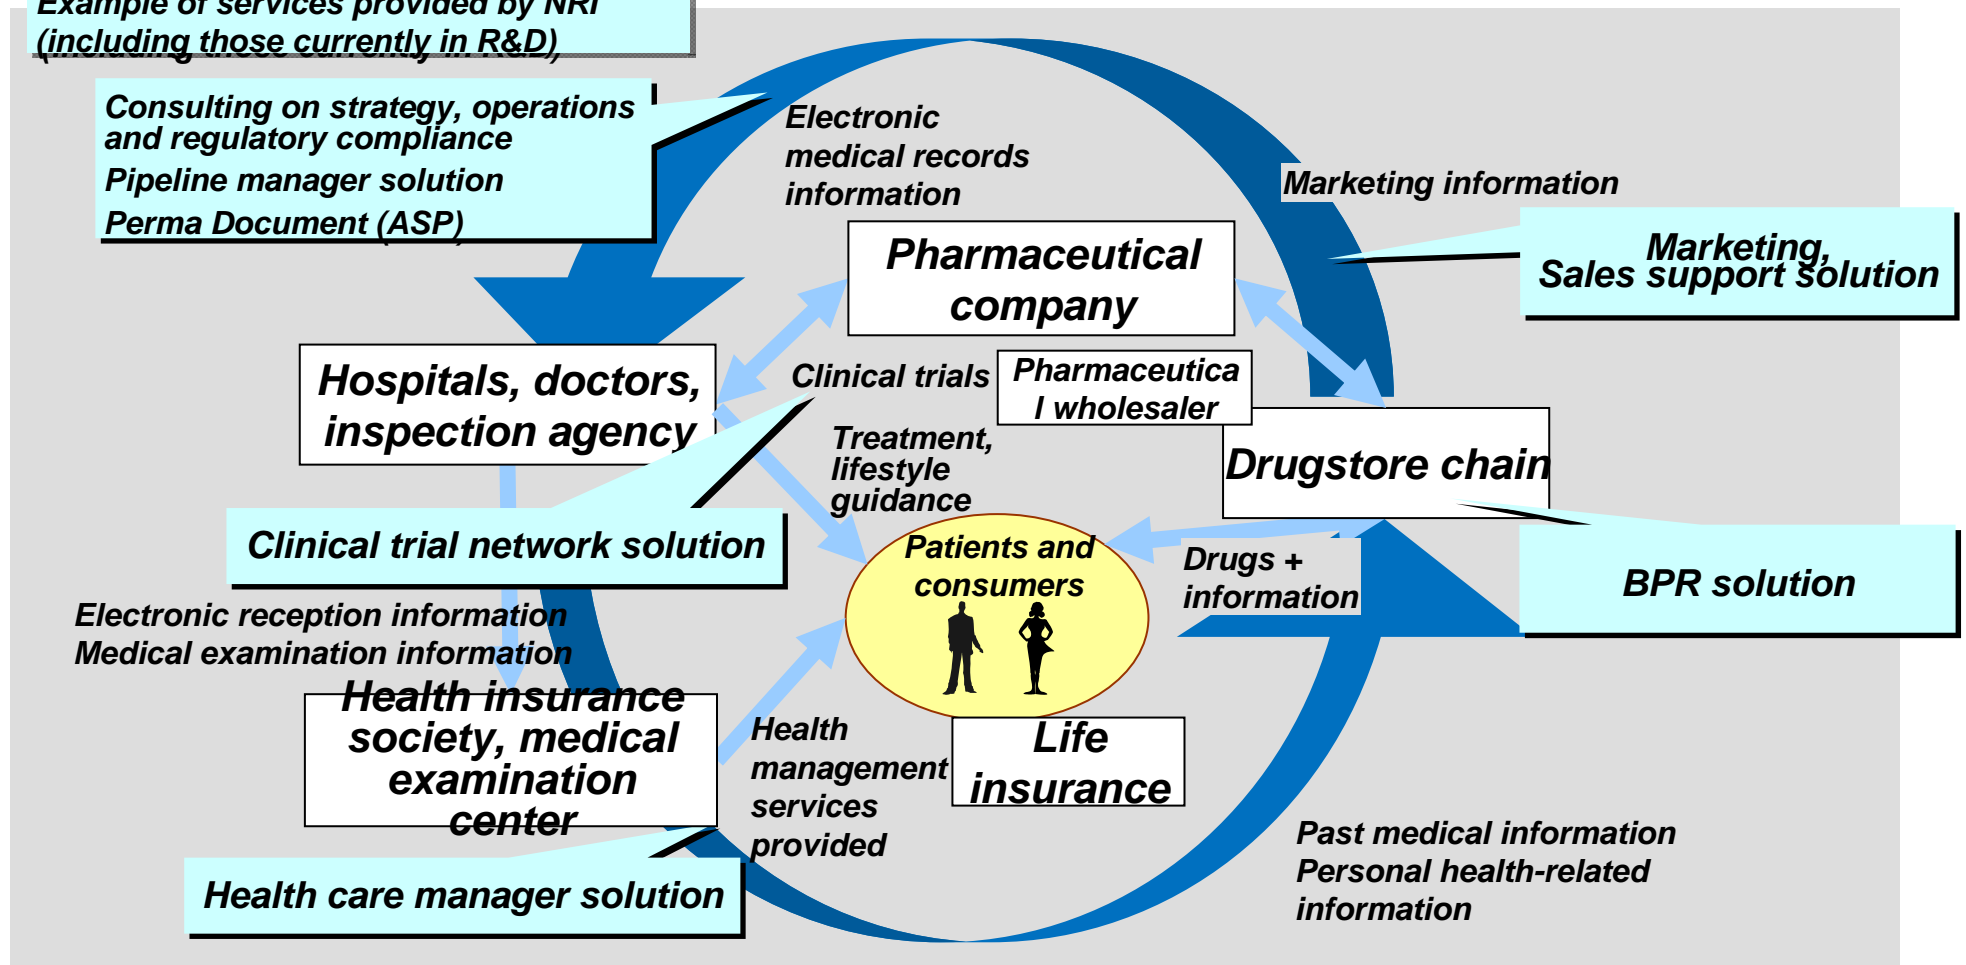 Example of services provided by NRI
(including those currently in R&D)
Consulting on strategy, operations
and regulatory compliance
Pipeline manager solution
Perma Document (ASP)
Electronic
medical records
information
Marketing information
Marketing,
Sales support solution
Pharmaceutical
company
Hospitals, doctors,
inspection agency
Clinical trials
Pharmaceutica
l wholesaler
Treatment,
lifestyle
guidance
Drugstore chain
Clinical trial network solution
Patients and
consumers
Drugs +
information
BPR solution
Electronic reception information
Medical examination information
Health insurance
society, medical
examination
center
Health
management
services
provided
Life
insurance
Past medical information
Personal health-related
information
Health care manager solution